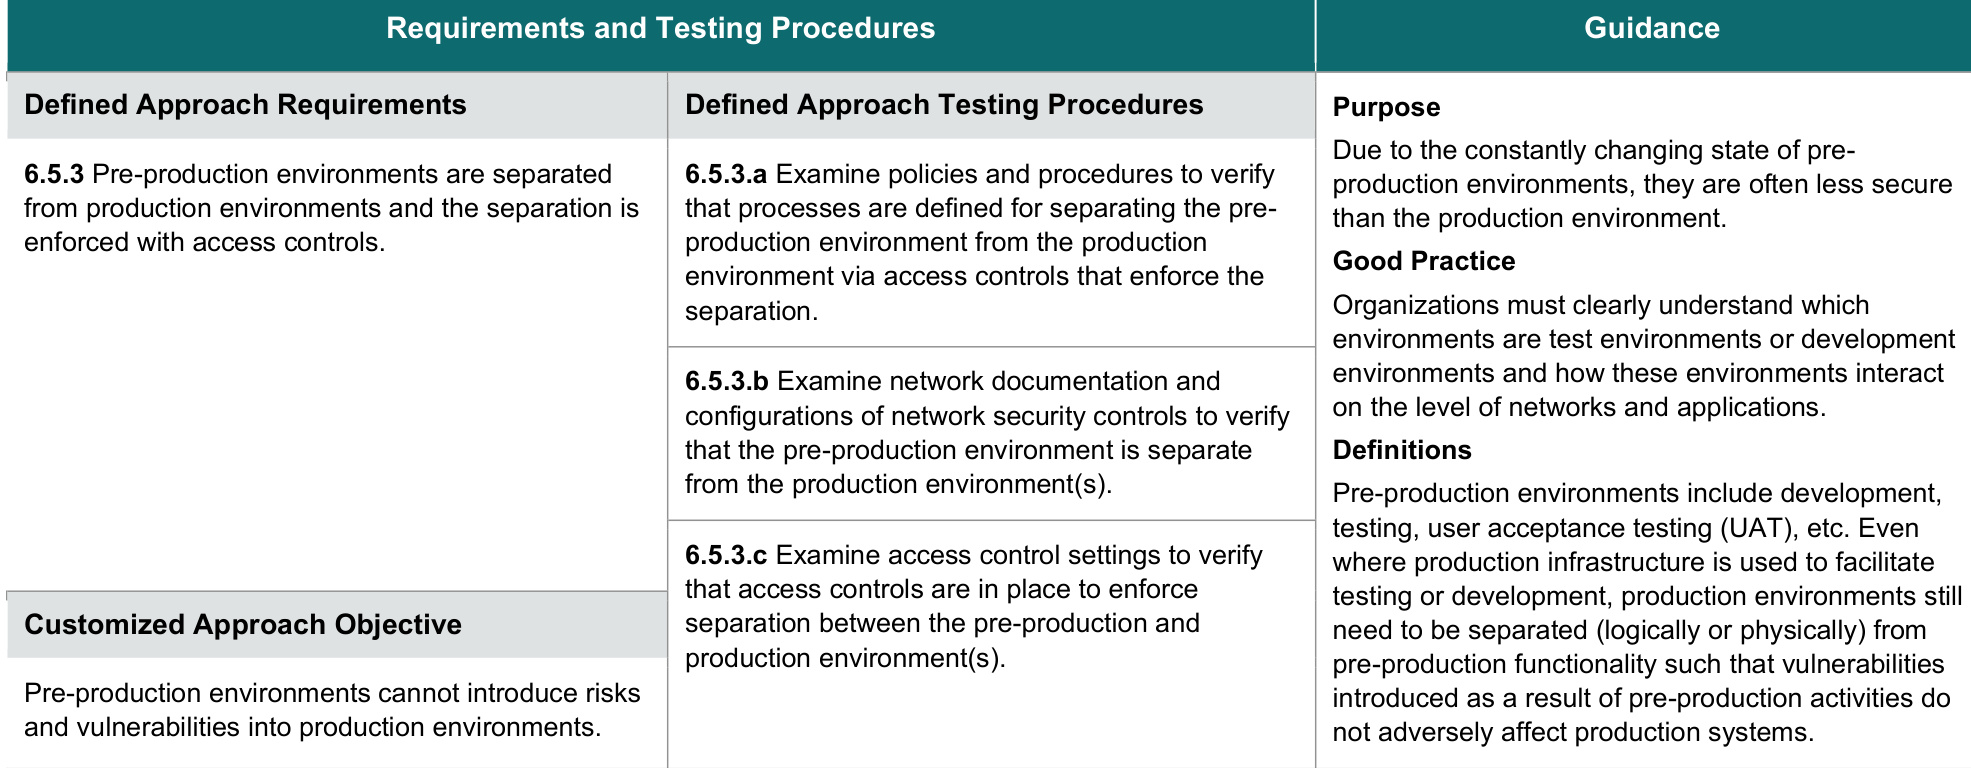 Requirements and Testing Procedures
Guidance
Defined Approach Requirements
6.5.3 Pre-production environments are separated
from production environments and the separation is
enforced with access controls.
Customized Approach Objective
Pre-production environments cannot introduce risks
and vulnerabilities into production environments.
Defined Approach Testing Procedures
6.5.3.a Examine policies and procedures to verify
that processes are defined for separating the pre-
production environment from the production
environment via access controls that enforce the
separation.
6.5.3.b Examine network documentation and
configurations of network security controls to verify
that the pre-production environment is separate
from the production environment(s).
6.5.3.c Examine access control settings to verify
that access controls are in place to enforce
separation between the pre-production and
production environment(s).
Purpose
Due to the constantly changing state of pre-
production environments, they are often less secure
than the production environment.
Good Practice
Organizations must clearly understand which
environments are test environments or development
environments and how these environments interact
on the level of networks and applications.
Definitions
Pre-production environments include development,
testing, user acceptance testing (UAT), etc. Even
where production infrastructure is used to facilitate
testing or development, production environments still
need to be separated (logically or physically) from
pre-production functionality such that vulnerabilities
introduced as a result of pre-production activities do
not adversely affect production systems.